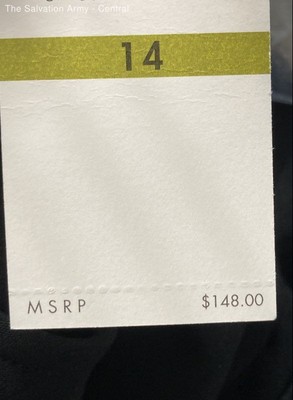 The Salvation Army - Central
14
MSRP $148.00